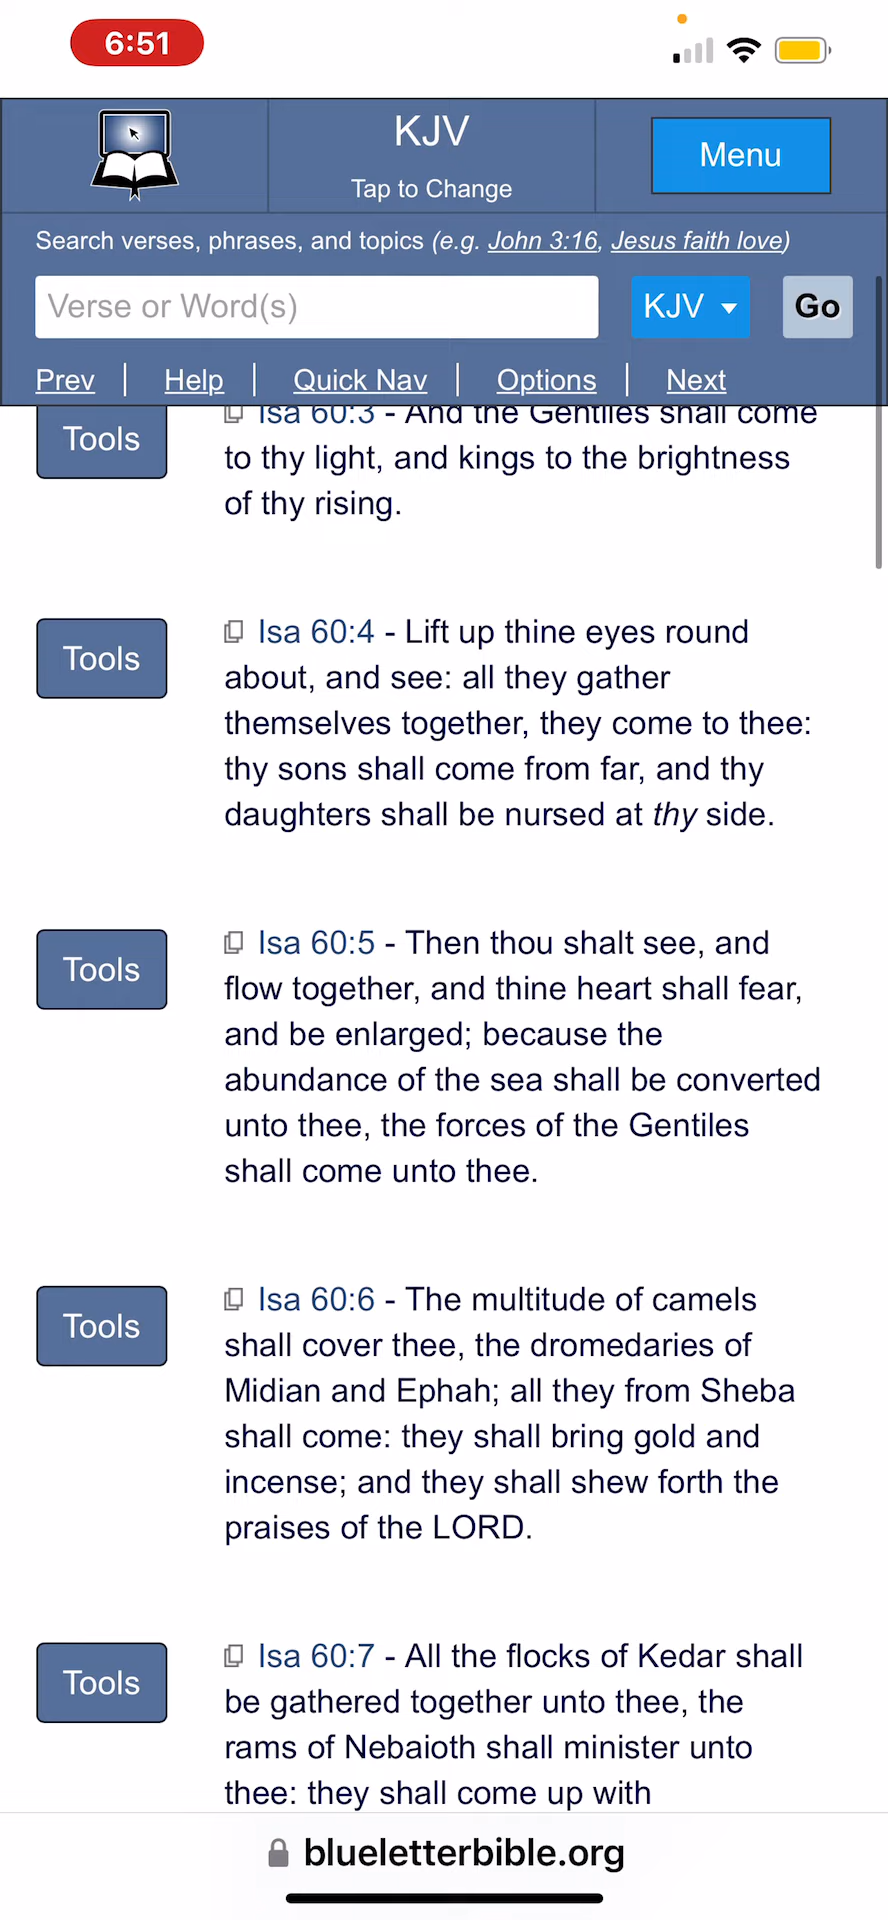 6:51
KJV
Tap to Change
Menu
Search verses, phrases, and topics (e.g. John 3:16, Jesus faith love)
Verse or Word(s)
KJV
Go
Prev | Help | Quick Nav | Options | Next
Tools
Isa 60:3 - And the Gentiles shall come
to thy light, and kings to the brightness
of thy rising.
Tools
Isa 60:4 - Lift up thine eyes round
about, and see: all they gather
themselves together, they come to thee:
thy sons shall come from far, and thy
daughters shall be nursed at thy side.
Tools
Isa 60:5 - Then thou shalt see, and
flow together, and thine heart shall fear,
and be enlarged; because the
abundance of the sea shall be converted
unto thee, the forces of the Gentiles
shall come unto thee.
Tools
Isa 60:6 - The multitude of camels
shall cover thee, the dromedaries of
Midian and Ephah; all they from Sheba
shall come: they shall bring gold and
incense; and they shall shew forth the
praises of the LORD.
Tools
Isa 60:7 - All the flocks of Kedar shall
be gathered together unto thee, the
rams of Nebaioth shall minister unto
thee: they shall come up with
blueletterbible.org